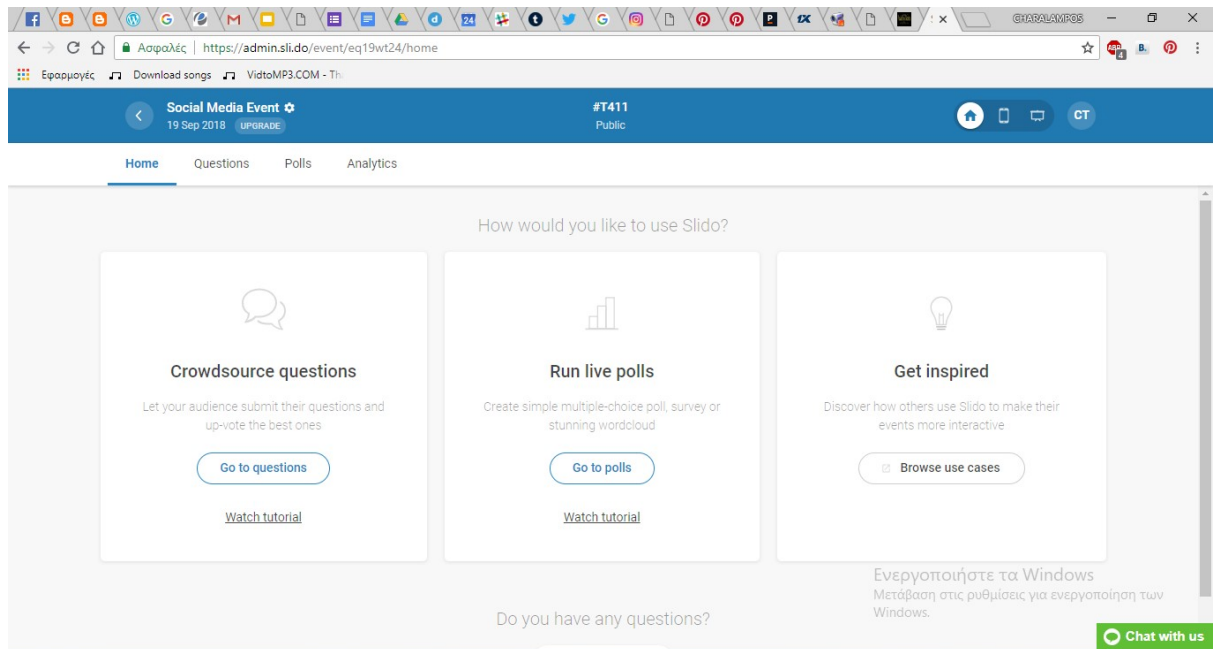 CHARALAMPOS
Ασφαλές | https://admin.sli.do/event/eq19wt24/home
Εφαρμογές Download songs VidtoMP3.COM - Th
Social Media Event
19 Sep 2018 UPGRADE
#T411
Public
CT
Home Questions Polls Analytics
How would you like to use Slido?
Crowdsource questions
Let your audience submit their questions and
up-vote the best ones
Go to questions
Watch tutorial
Run live polls
Create simple multiple-choice poll, survey or
stunning wordcloud
Go to polls
Watch tutorial
Get inspired
Discover how others use Slido to make their
events more interactive
Browse use cases
Ενεργοποιήστε τα Windows
Μετάβαση στις ρυθμίσεις για ενεργοποίηση των
Windows.
Do you have any questions?
Chat with us